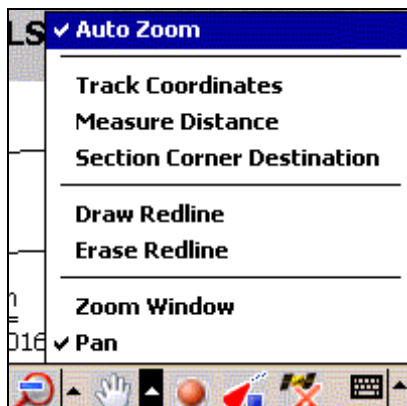 LS
Auto Zoom
Track Coordinates
Measure Distance
Section Corner Destination
Draw Redline
Erase Redline
Zoom Window
016
Pan